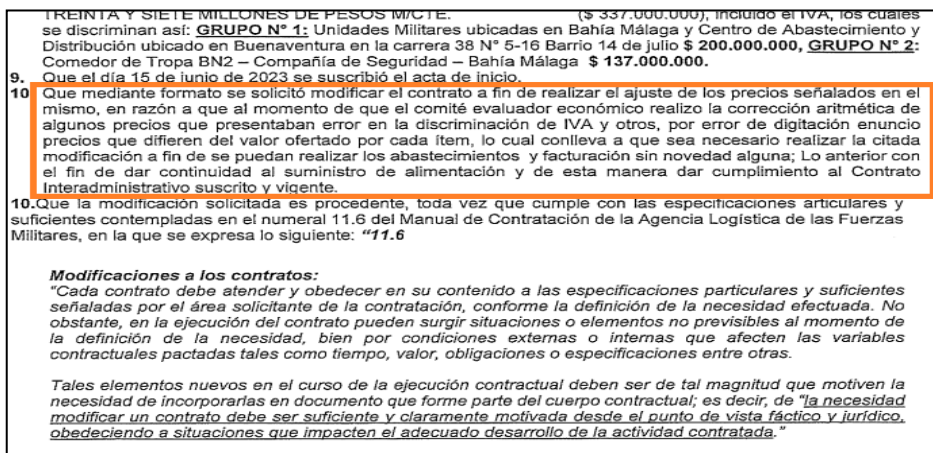 TREINTA Y SIETE MILLONES DE PESOS M/CTE. ($ 337.000.000), incluido el IVA, los cuales
se discriminan así: GRUPO N° 1: Unidades Militares ubicadas en Bahía Málaga y Centro de Abastecimiento y
Distribución ubicado en Buenaventura en la carrera 38 N° 5-16 Barrio 14 de julio $ 200.000.000, GRUPO N° 2:
Comedor de Tropa BN2 – Compañía de Seguridad – Bahía Málaga $ 137.000.000.
9. Que el día 15 de junio de 2023 se suscribió el acta de inicio.
10 Que mediante formato se solicitó modificar el contrato a fin de realizar el ajuste de los precios señalados en el
mismo, en razón a que al momento de que el comité evaluador económico realizo la corrección aritmética de
algunos precios que presentaban error en la discriminación de IVA y otros, por error de digitación enuncio
precios que difieren del valor ofertado por cada ítem, lo cual conlleva a que sea necesario realizar la citada
modificación a fin de se puedan realizar los abastecimientos y facturación sin novedad alguna; Lo anterior con
el fin de dar continuidad al suministro de alimentación y de esta manera dar cumplimiento al Contrato
Interadministrativo suscrito y vigente.
10.Que la modificación solicitada es procedente, toda vez que cumple con las especificaciones articulares y
suficientes contempladas en el numeral 11.6 del Manual de Contratación de la Agencia Logística de las Fuerzas
Militares, en la que se expresa lo siguiente: "11.6
Modificaciones a los contratos:
"Cada contrato debe atender y obedecer en su contenido a las especificaciones particulares y suficientes
señaladas por el área solicitante de la contratación, conforme la definición de la necesidad efectuada. No
obstante, en la ejecución del contrato pueden surgir situaciones o elementos no previsibles al momento de
la definición de la necesidad, bien por condiciones externas o internas que afecten las variables
contractuales pactadas tales como tiempo, valor, obligaciones o especificaciones entre otras.
Tales elementos nuevos en el curso de la ejecución contractual deben ser de tal magnitud que motiven la
necesidad de incorporarlas en documento que forme parte del cuerpo contractual; es decir, de "la necesidad
modificar un contrato debe ser suficiente y claramente motivada desde el punto de vista fáctico y jurídico,
obedeciendo a situaciones que impacten el adecuado desarrollo de la actividad contratada."